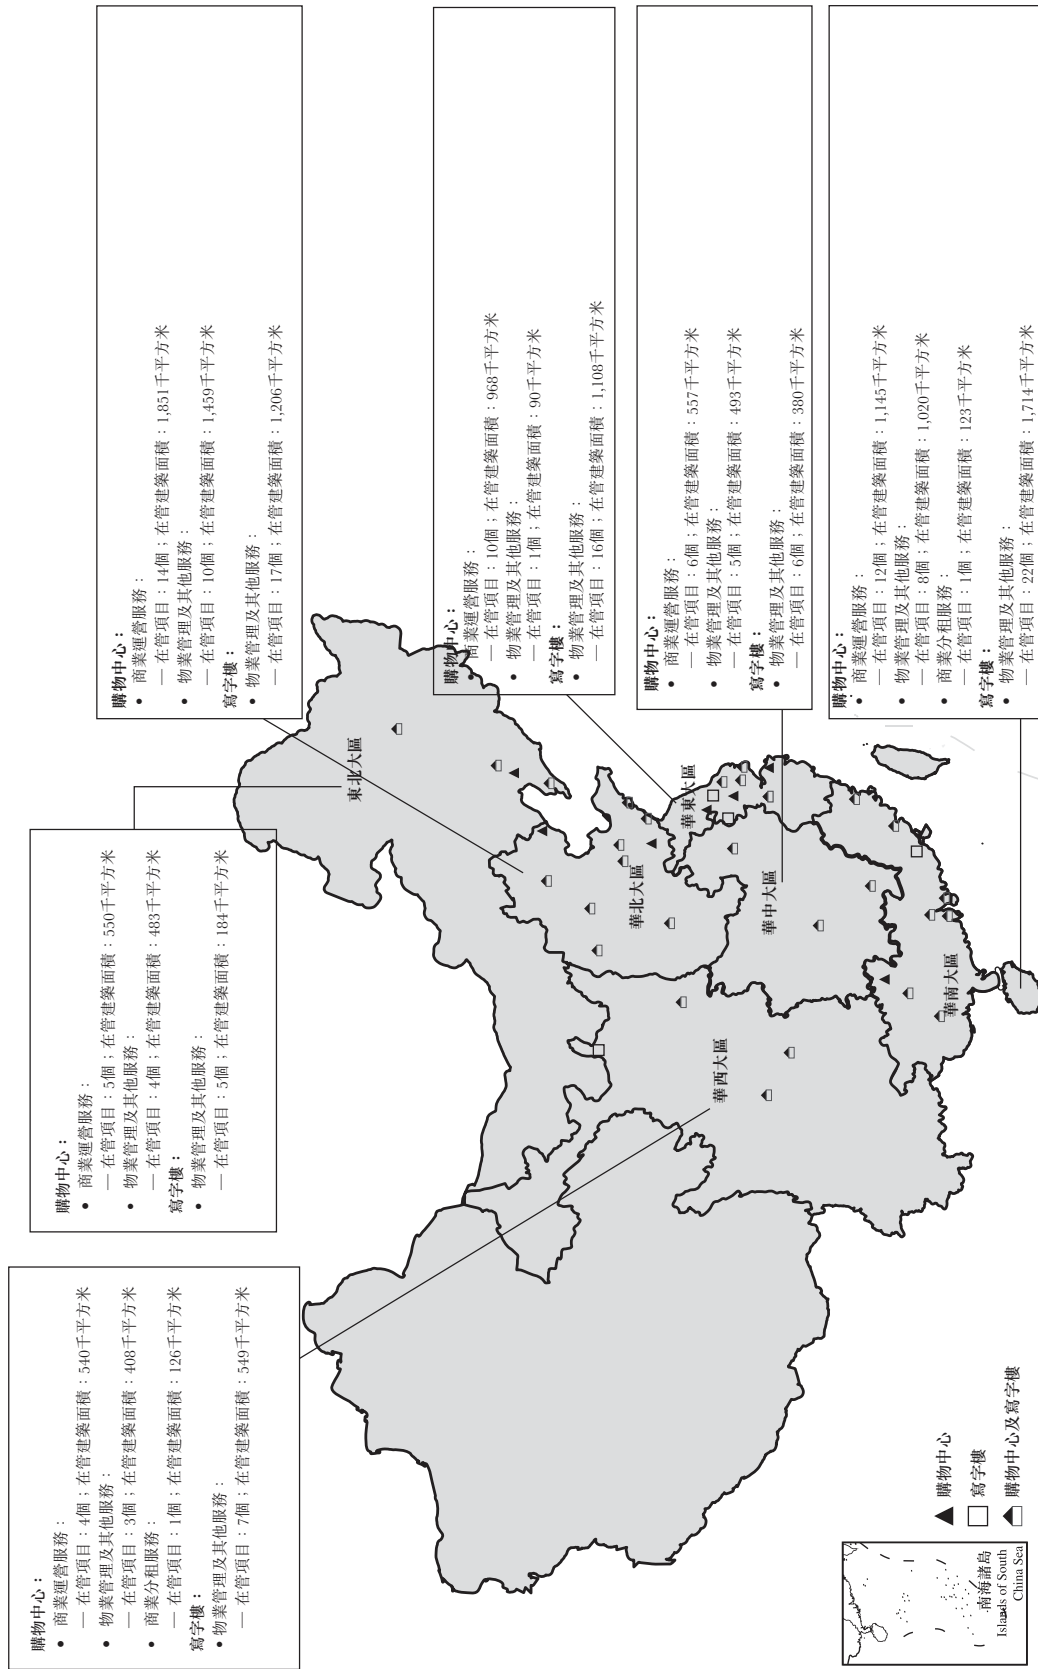 購物中心：
• 商業運營服務：
— 在管項目：4個；在管建築面積：540千平方米
• 物業管理及其他服務：
— 在管項目：3個；在管建築面積：408千平方米
• 商業分租服務：
— 在管項目：1個；在管建築面積：126千平方米
寫字樓：
• 物業管理及其他服務：
— 在管項目：7個；在管建築面積：549千平方米
購物中心：
• 商業運營服務：
— 在管項目：5個；在管建築面積：550千平方米
• 物業管理及其他服務：
— 在管項目：4個；在管建築面積：483千平方米
寫字樓：
• 物業管理及其他服務：
— 在管項目：5個；在管建築面積：184千平方米
購物中心：
• 商業運營服務：
— 在管項目：14個；在管建築面積：1,851千平方米
• 物業管理及其他服務：
— 在管項目：10個；在管建築面積：1,459千平方米
寫字樓：
• 物業管理及其他服務：
— 在管項目：17個；在管建築面積：1,206千平方米
購物中心：
• 商業運營服務：
— 在管項目：10個；在管建築面積：968千平方米
• 物業管理及其他服務：
— 在管項目：1個；在管建築面積：90千平方米
寫字樓：
• 物業管理及其他服務：
— 在管項目：16個；在管建築面積：1,108千平方米
購物中心：
• 商業運營服務：
— 在管項目：6個；在管建築面積：557千平方米
• 物業管理及其他服務：
— 在管項目：5個；在管建築面積：493千平方米
寫字樓：
• 物業管理及其他服務：
— 在管項目：6個；在管建築面積：380千平方米
購物中心：
• 商業運營服務：
— 在管項目：12個；在管建築面積：1,145千平方米
• 物業管理及其他服務：
— 在管項目：8個；在管建築面積：1,020千平方米
• 商業分租服務：
— 在管項目：1個；在管建築面積：123千平方米
寫字樓：
• 物業管理及其他服務：
— 在管項目：22個；在管建築面積：1,714千平方米
東北大區
華北大區
華東大區
華中大區
華西大區
華南大區
購物中心
寫字樓
購物中心及寫字樓
南海諸島
Islands of South
China Sea